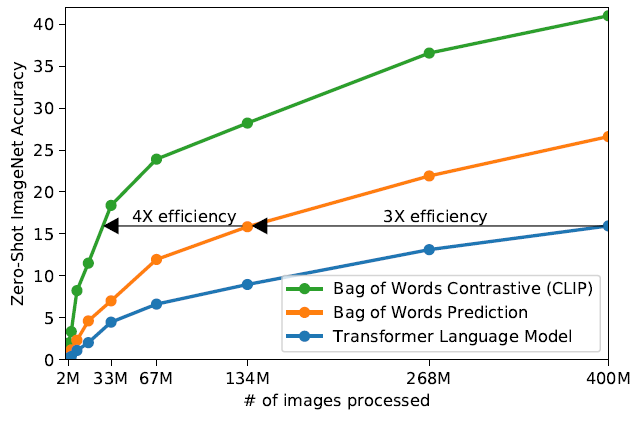 40
35
30
25
20
15
10
5
0
Zero-Shot ImageNet Accuracy
4X efficiency
3X efficiency
Bag of Words Contrastive (CLIP)
Bag of Words Prediction
Transformer Language Model
2M 33M 67M 134M 268M 400M
# of images processed